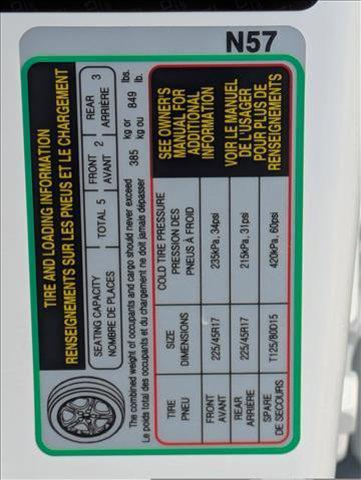 N57
TIRE AND LOADING INFORMATION
RENSEIGNEMENTS SUR LES PNEUS ET LE CHARGEMENT
SEATING CAPACITY TOTAL 5 FRONT 2 REAR 3
NOMBRE DE PLACES AVANT ARRIÈRE
The combined weight of occupants and cargo should never exceed 385 kg or 849 lbs.
Le poids total des occupants et du chargement ne doit jamais dépasser kg ou lb.
TIRE SIZE COLD TIRE PRESSURE
PNEU DIMENSIONS PRESSION DES
PNEUS À FROID
FRONT 225/45R17 235kPa, 34psi
AVANT
REAR 225/45R17 215kPa, 31psi
ARRIÈRE
SPARE T125/80D15 420kPa, 60psi
DE SECOURS
SEE OWNER'S
MANUAL FOR
ADDITIONAL
INFORMATION
VOIR LE MANUEL
DE L'USAGER
POUR PLUS DE
RENSEIGNEMENTS